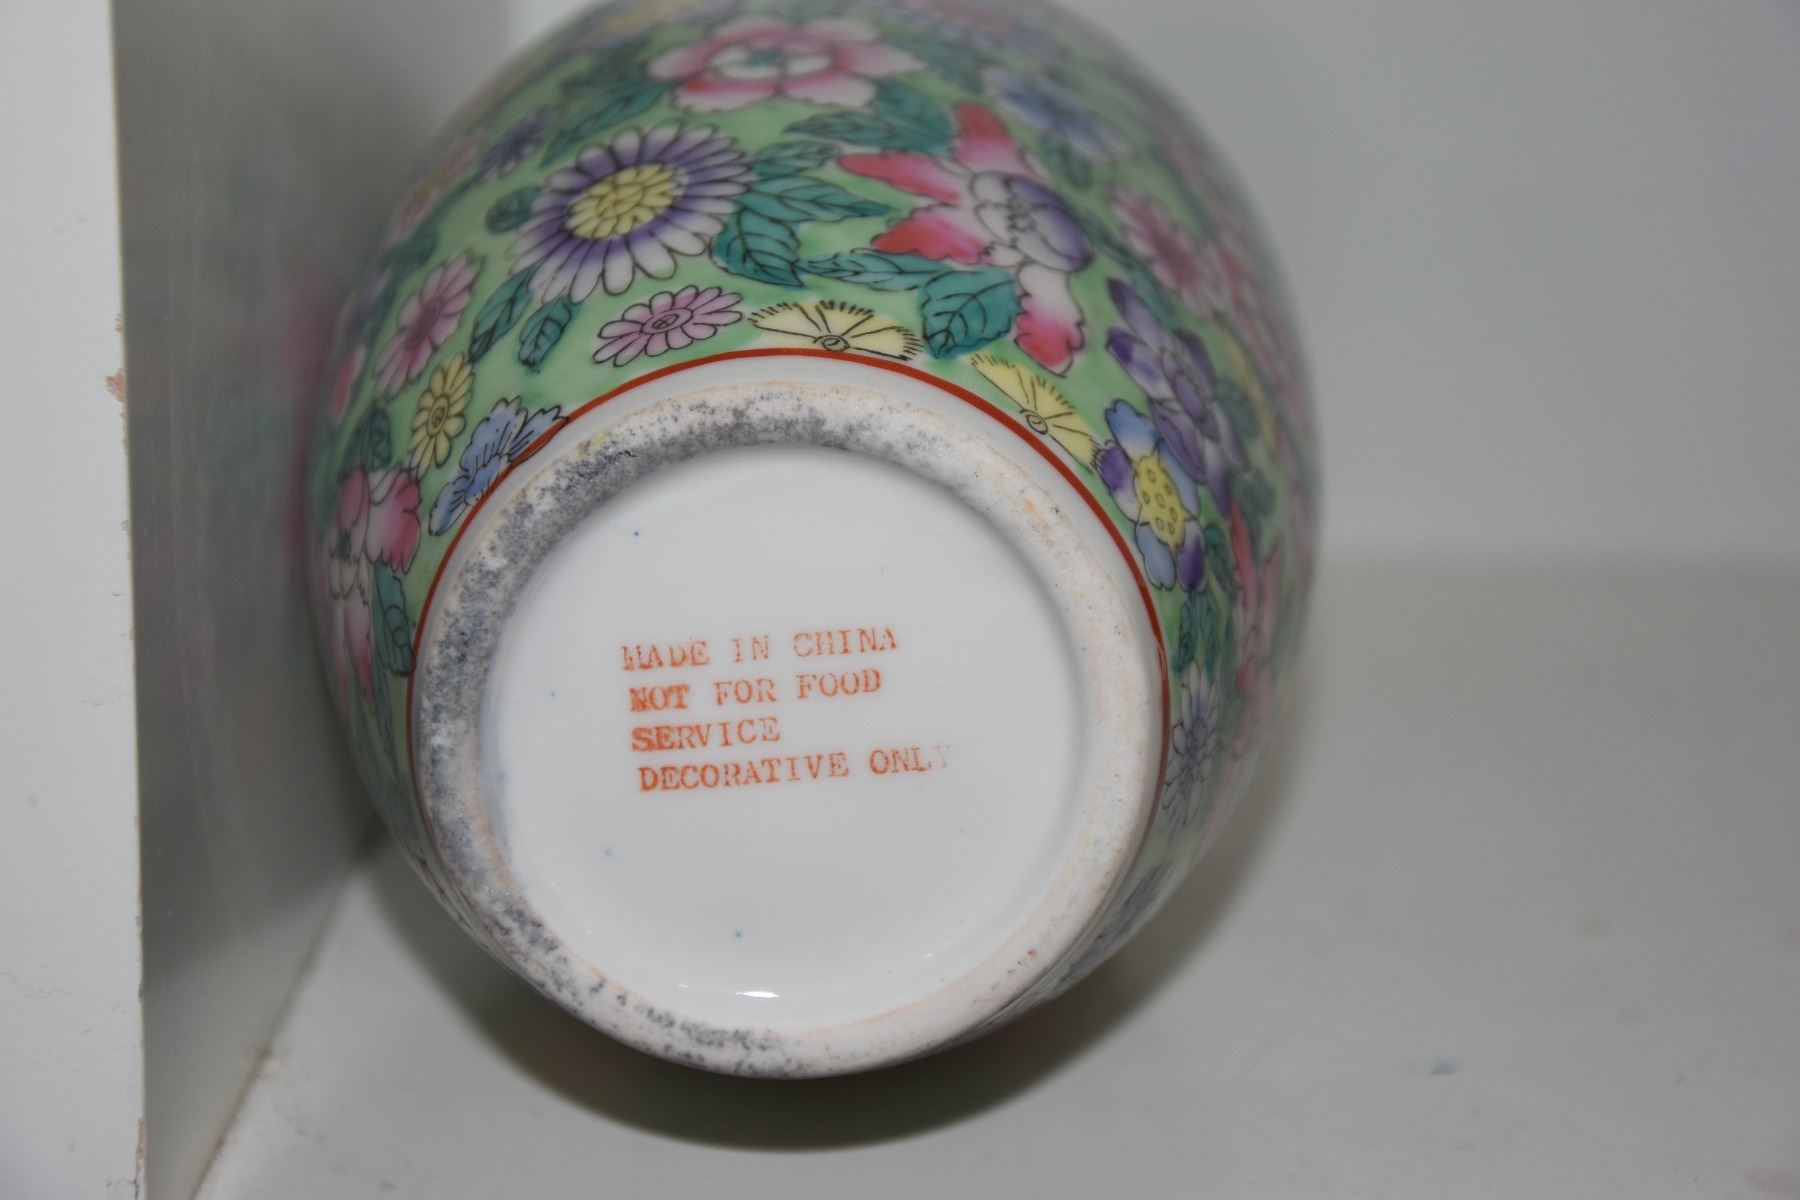 MADE IN CHINA
NOT FOR FOOD
SERVICE
DECORATIVE ONLY